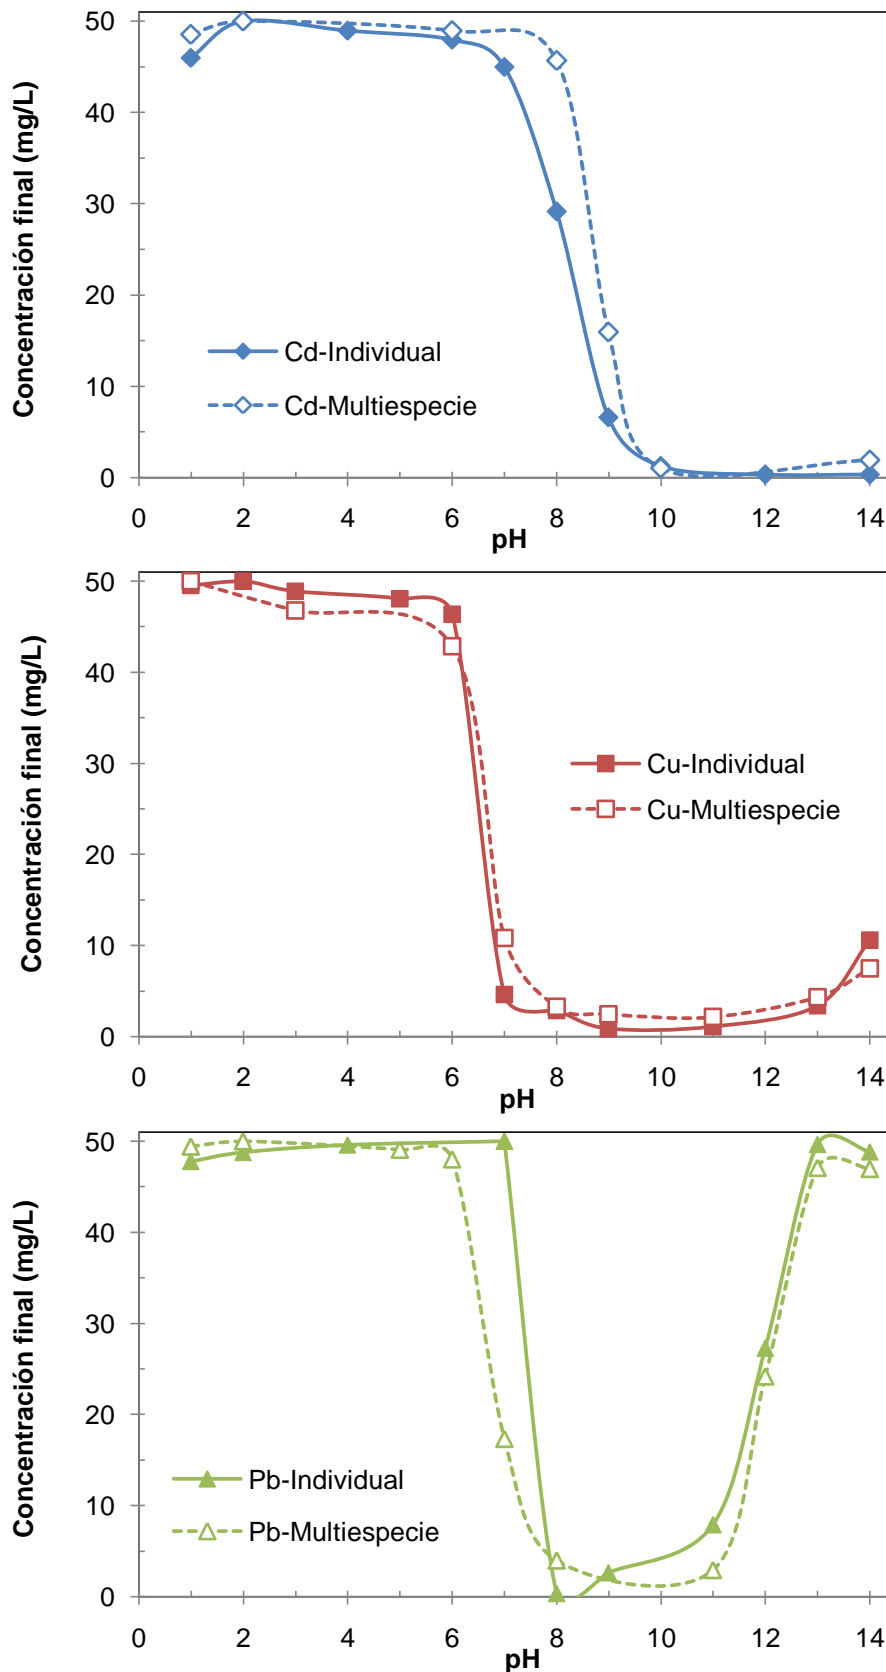 Concentración final (mg/L)
50
40
30
20
10
0
Cd-Individual
Cd-Multiespecie
0 2 4 6 8 10 12 14
pH
Concentración final (mg/L)
50
40
30
20
10
0
Cu-Individual
Cu-Multiespecie
0 2 4 6 8 10 12 14
pH
Concentración final (mg/L)
50
40
30
20
10
0
Pb-Individual
Pb-Multiespecie
0 2 4 6 8 10 12 14
pH